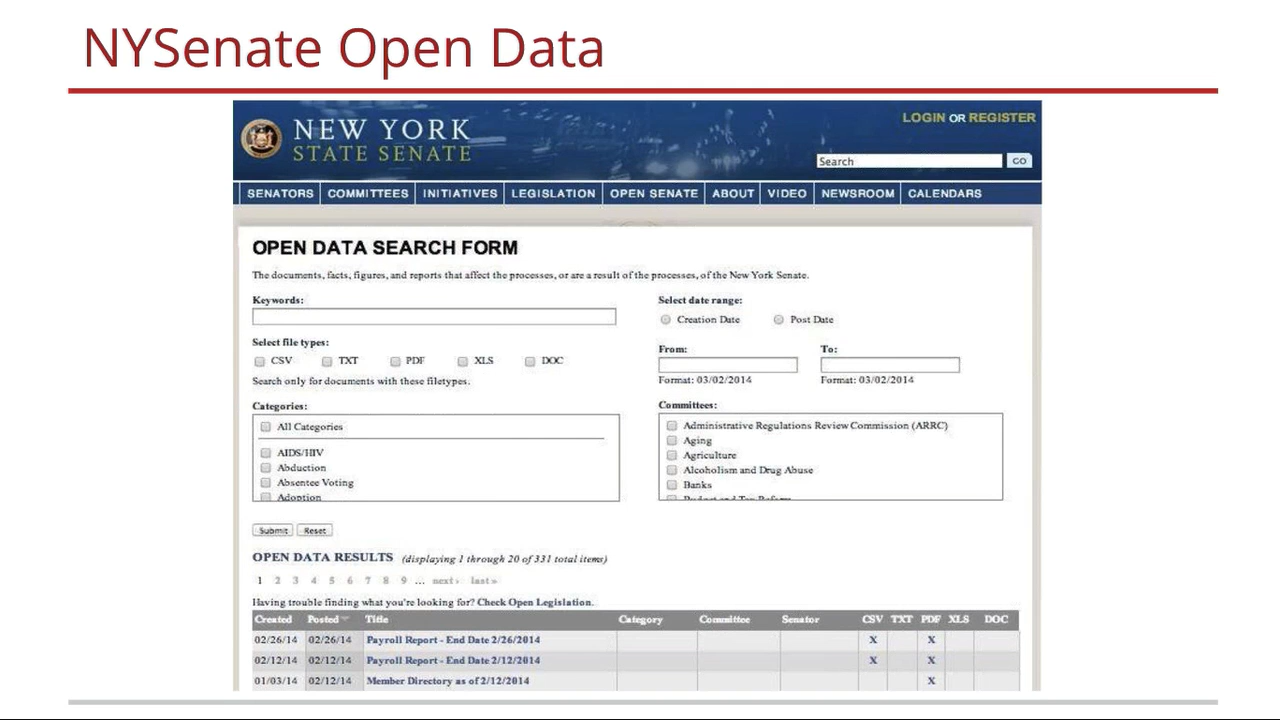 NYSenate Open Data
NEW YORK
STATE SENATE
LOGIN OR REGISTER
Search GO
SENATORS COMMITTEES INITIATIVES LEGISLATION OPEN SENATE ABOUT VIDEO NEWSROOM CALENDARS
OPEN DATA SEARCH FORM
The documents, facts, figures, and reports that affect the processes, or are a result of the processes, of the New York Senate.
Keywords:
Select file types:
CSV TXT PDF XLS DOC
Search only for documents with these filetypes.
Categories:
All Categories
AIDS/HIV
Abduction
Absentee Voting
Adoption
Select date range:
Creation Date Post Date
From: To:
Format: 03/02/2014 Format: 03/02/2014
Committees:
Administrative Regulations Review Commission (ARRC)
Aging
Agriculture
Alcoholism and Drug Abuse
Banks
Budget and Tax Reform
Submit Reset
OPEN DATA RESULTS (displaying 1 through 20 of 331 total items)
1 2 3 4 5 6 7 8 9 ... next › last »
Having trouble finding what you're looking for? Check Open Legislation.
Created Posted Title Category Committee Senator CSV TXT PDF XLS DOC
02/26/14 02/26/14 Payroll Report - End Date 2/26/2014 X X
02/12/14 02/12/14 Payroll Report - End Date 2/12/2014 X X
01/03/14 02/12/14 Member Directory as of 2/12/2014 X